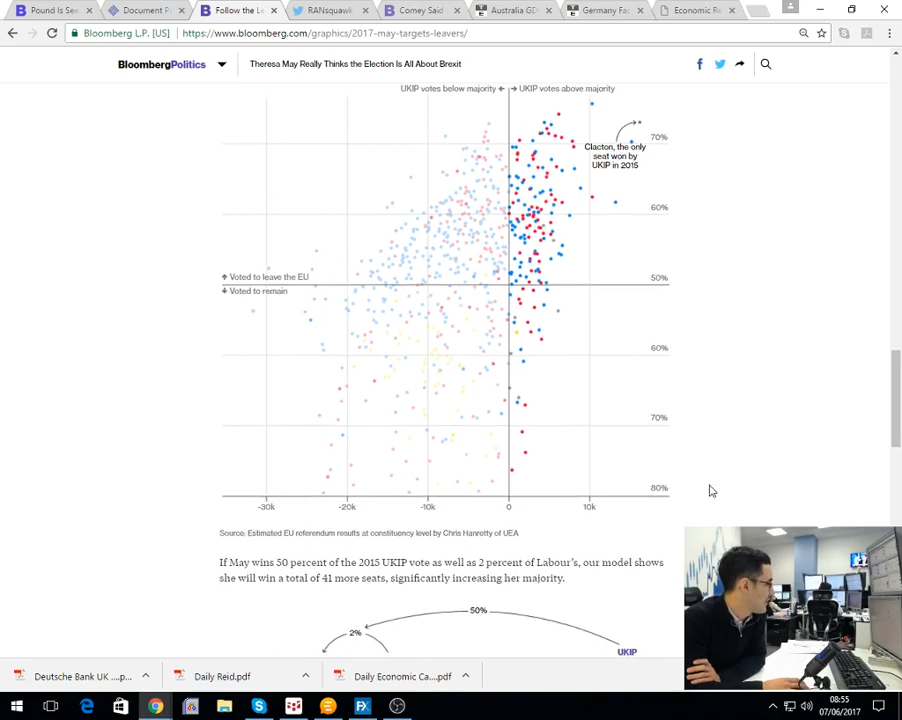 Pound Is See
Document P
Follow the Le
RANsquawk
Comey Said
Australia GD
Germany Fac
Economic Re
Bloomberg L.P. [US]
https://www.bloomberg.com/graphics/2017-may-targets-leavers/
BloombergPolitics
Theresa May Really Thinks the Election Is All About Brexit
UKIP votes below majority
UKIP votes above majority
70%
Clacton, the only
seat won by
UKIP in 2015
60%
Voted to leave the EU
50%
Voted to remain
60%
70%
80%
-30k
-20k
-10k
0
10k
Source: Estimated EU referendum results at constituency level by Chris Hanretty of UEA
If May wins 50 percent of the 2015 UKIP vote as well as 2 percent of Labour's, our model shows
she will win a total of 41 more seats, significantly increasing her majority.
50%
2%
UKIP
Deutsche Bank UK ....p...
Daily Reid.pdf
Daily Economic Ca....pdf
08:55
07/06/2017